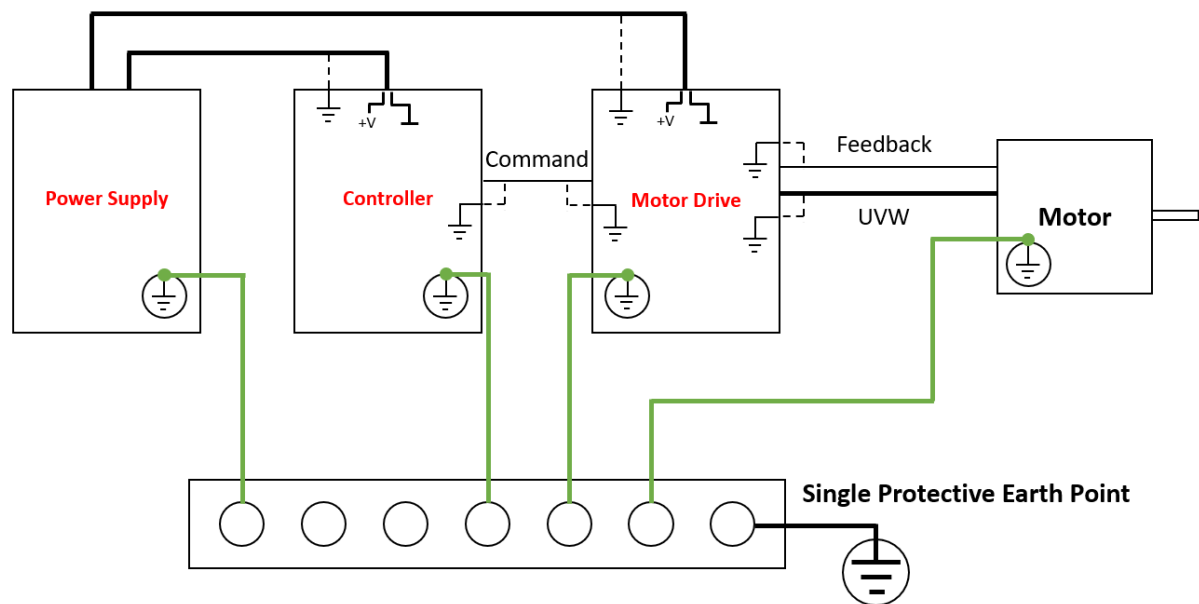 +V
+V
Command
Feedback
Power Supply
Controller
Motor Drive
UVW
Motor
Single Protective Earth Point